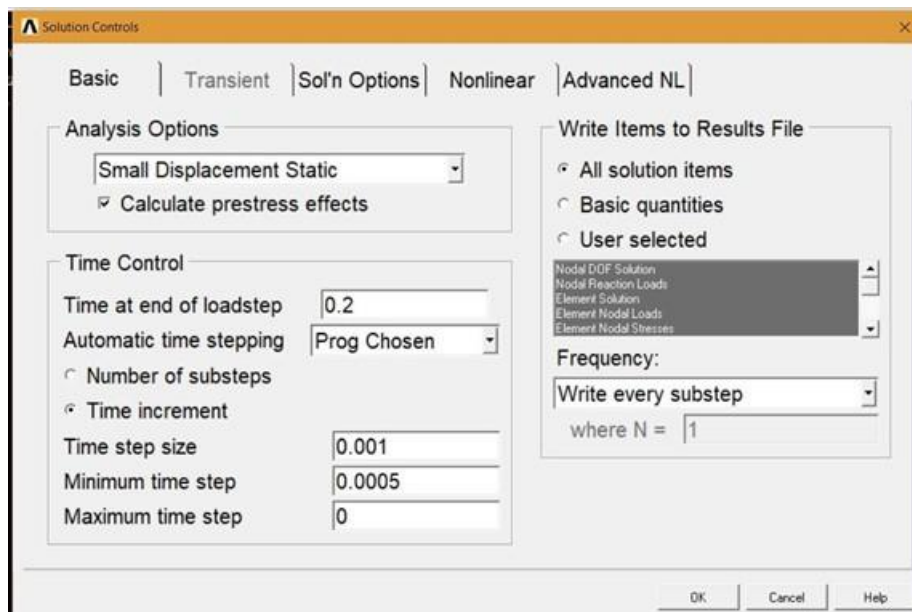 Solution Controls
Basic
Transient
Sol'n Options
Nonlinear
Advanced NL
Analysis Options
Small Displacement Static
Calculate prestress effects
Time Control
Time at end of loadstep 0.2
Automatic time stepping Prog Chosen
Number of substeps
Time increment
Time step size 0.001
Minimum time step 0.0005
Maximum time step 0
Write Items to Results File
All solution items
Basic quantities
User selected
Nodal DOF Solution
Nodal Reaction Loads
Element Solution
Element Nodal Loads
Element Nodal Stresses
Frequency:
Write every substep
where N = 1
OK
Cancel
Help